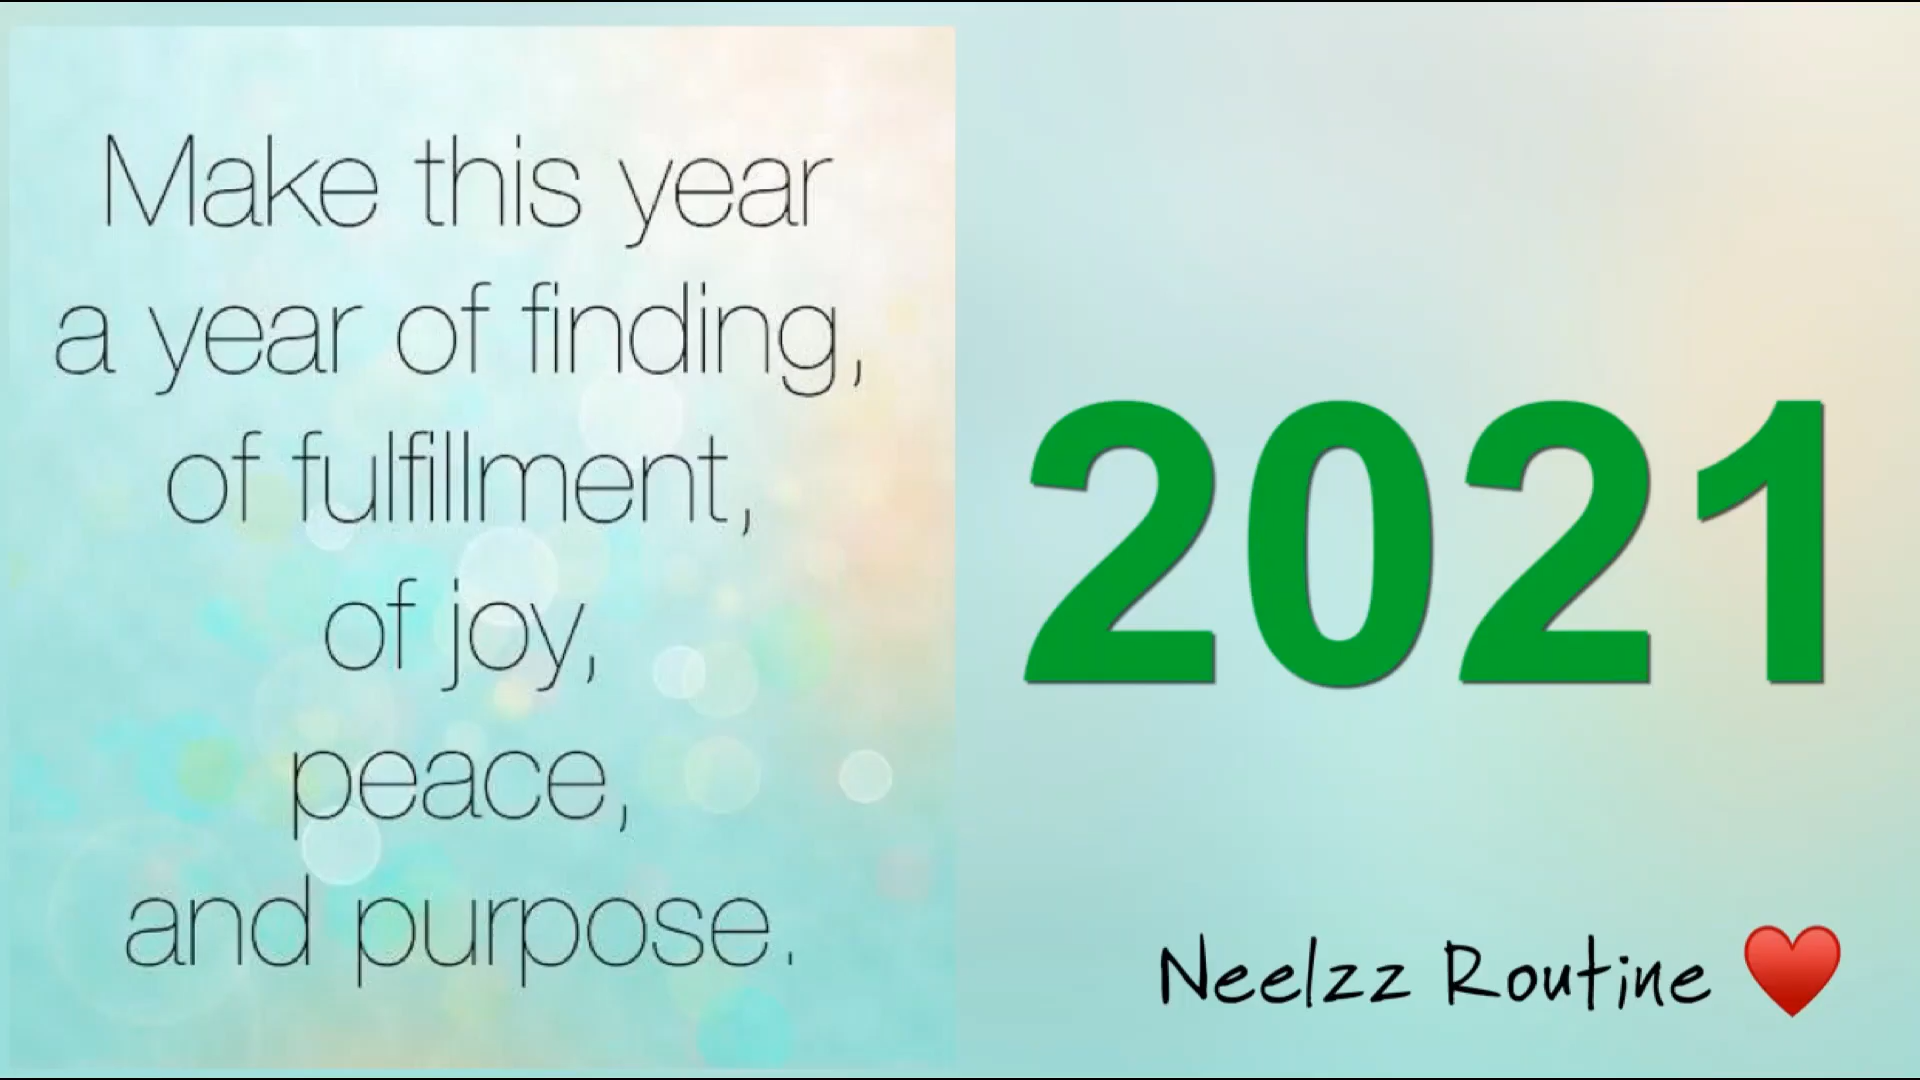 Make this year
a year of finding,
of fulfillment,
of joy,
peace,
and purpose.
2021
Neelzz Routine ♥️